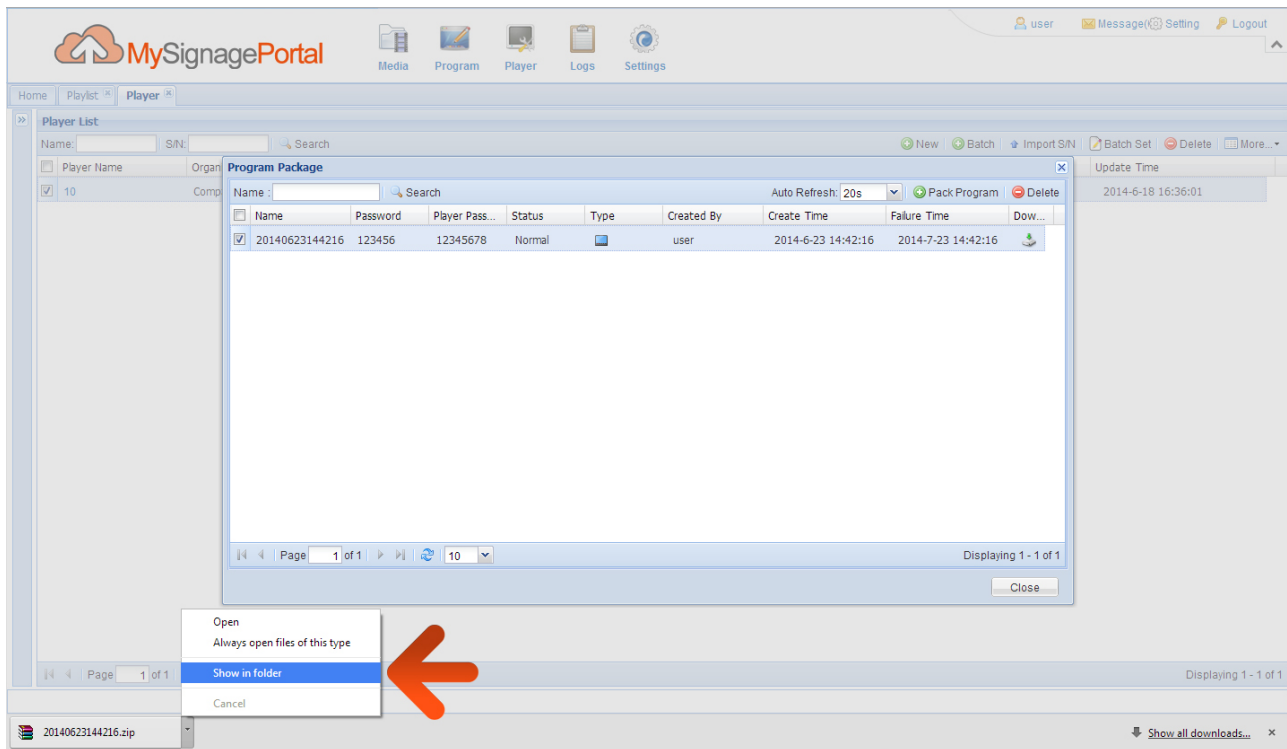 user Message( Setting Logout
MySignagePortal
Media Program Player Logs Settings
Home Playlist Player
Player List
Name: S/N: Search New Batch Import S/N Batch Set Delete More...
Player Name Organ Update Time
10 Comp 2014-6-18 16:36:01
Program Package
Name : Search Auto Refresh: 20s Pack Program Delete
Name Password Player Pass... Status Type Created By Create Time Failure Time Dow...
20140623144216 123456 12345678 Normal user 2014-6-23 14:42:16 2014-7-23 14:42:16
Page 1 of 1 10 Displaying 1 - 1 of 1
Close
Open
Always open files of this type
Show in folder
Cancel
Page 1 of 1 Displaying 1 - 1 of 1
20140623144216.zip Show all downloads...